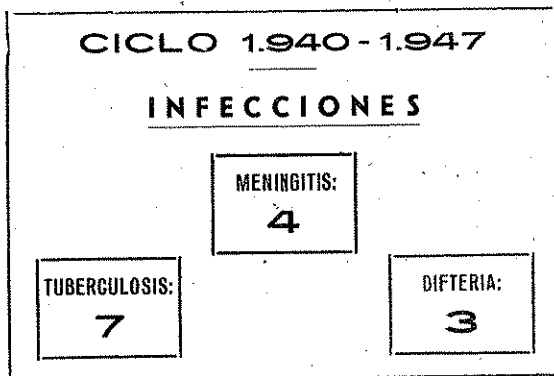 CICLO 1.940-1.947
INFECCIONES
MENINGITIS:
4
TUBERCULOSIS:
7
DIFTERIA:
3